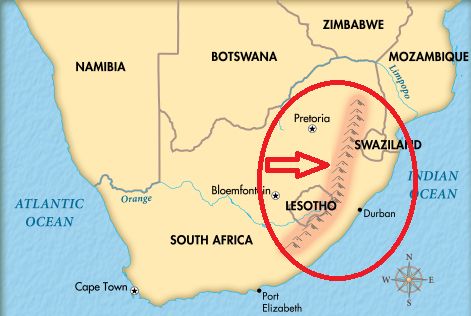 ZIMBABWE
BOTSWANA
MOZAMBIQUE
NAMIBIA
Limpopo
Pretoria
SWAZILAND
INDIAN
OCEAN
Bloemfontein
Orange
ATLANTIC
OCEAN
LESOTHO
Durban
SOUTH AFRICA
N
W
E
S
Cape Town
Port
Elizabeth